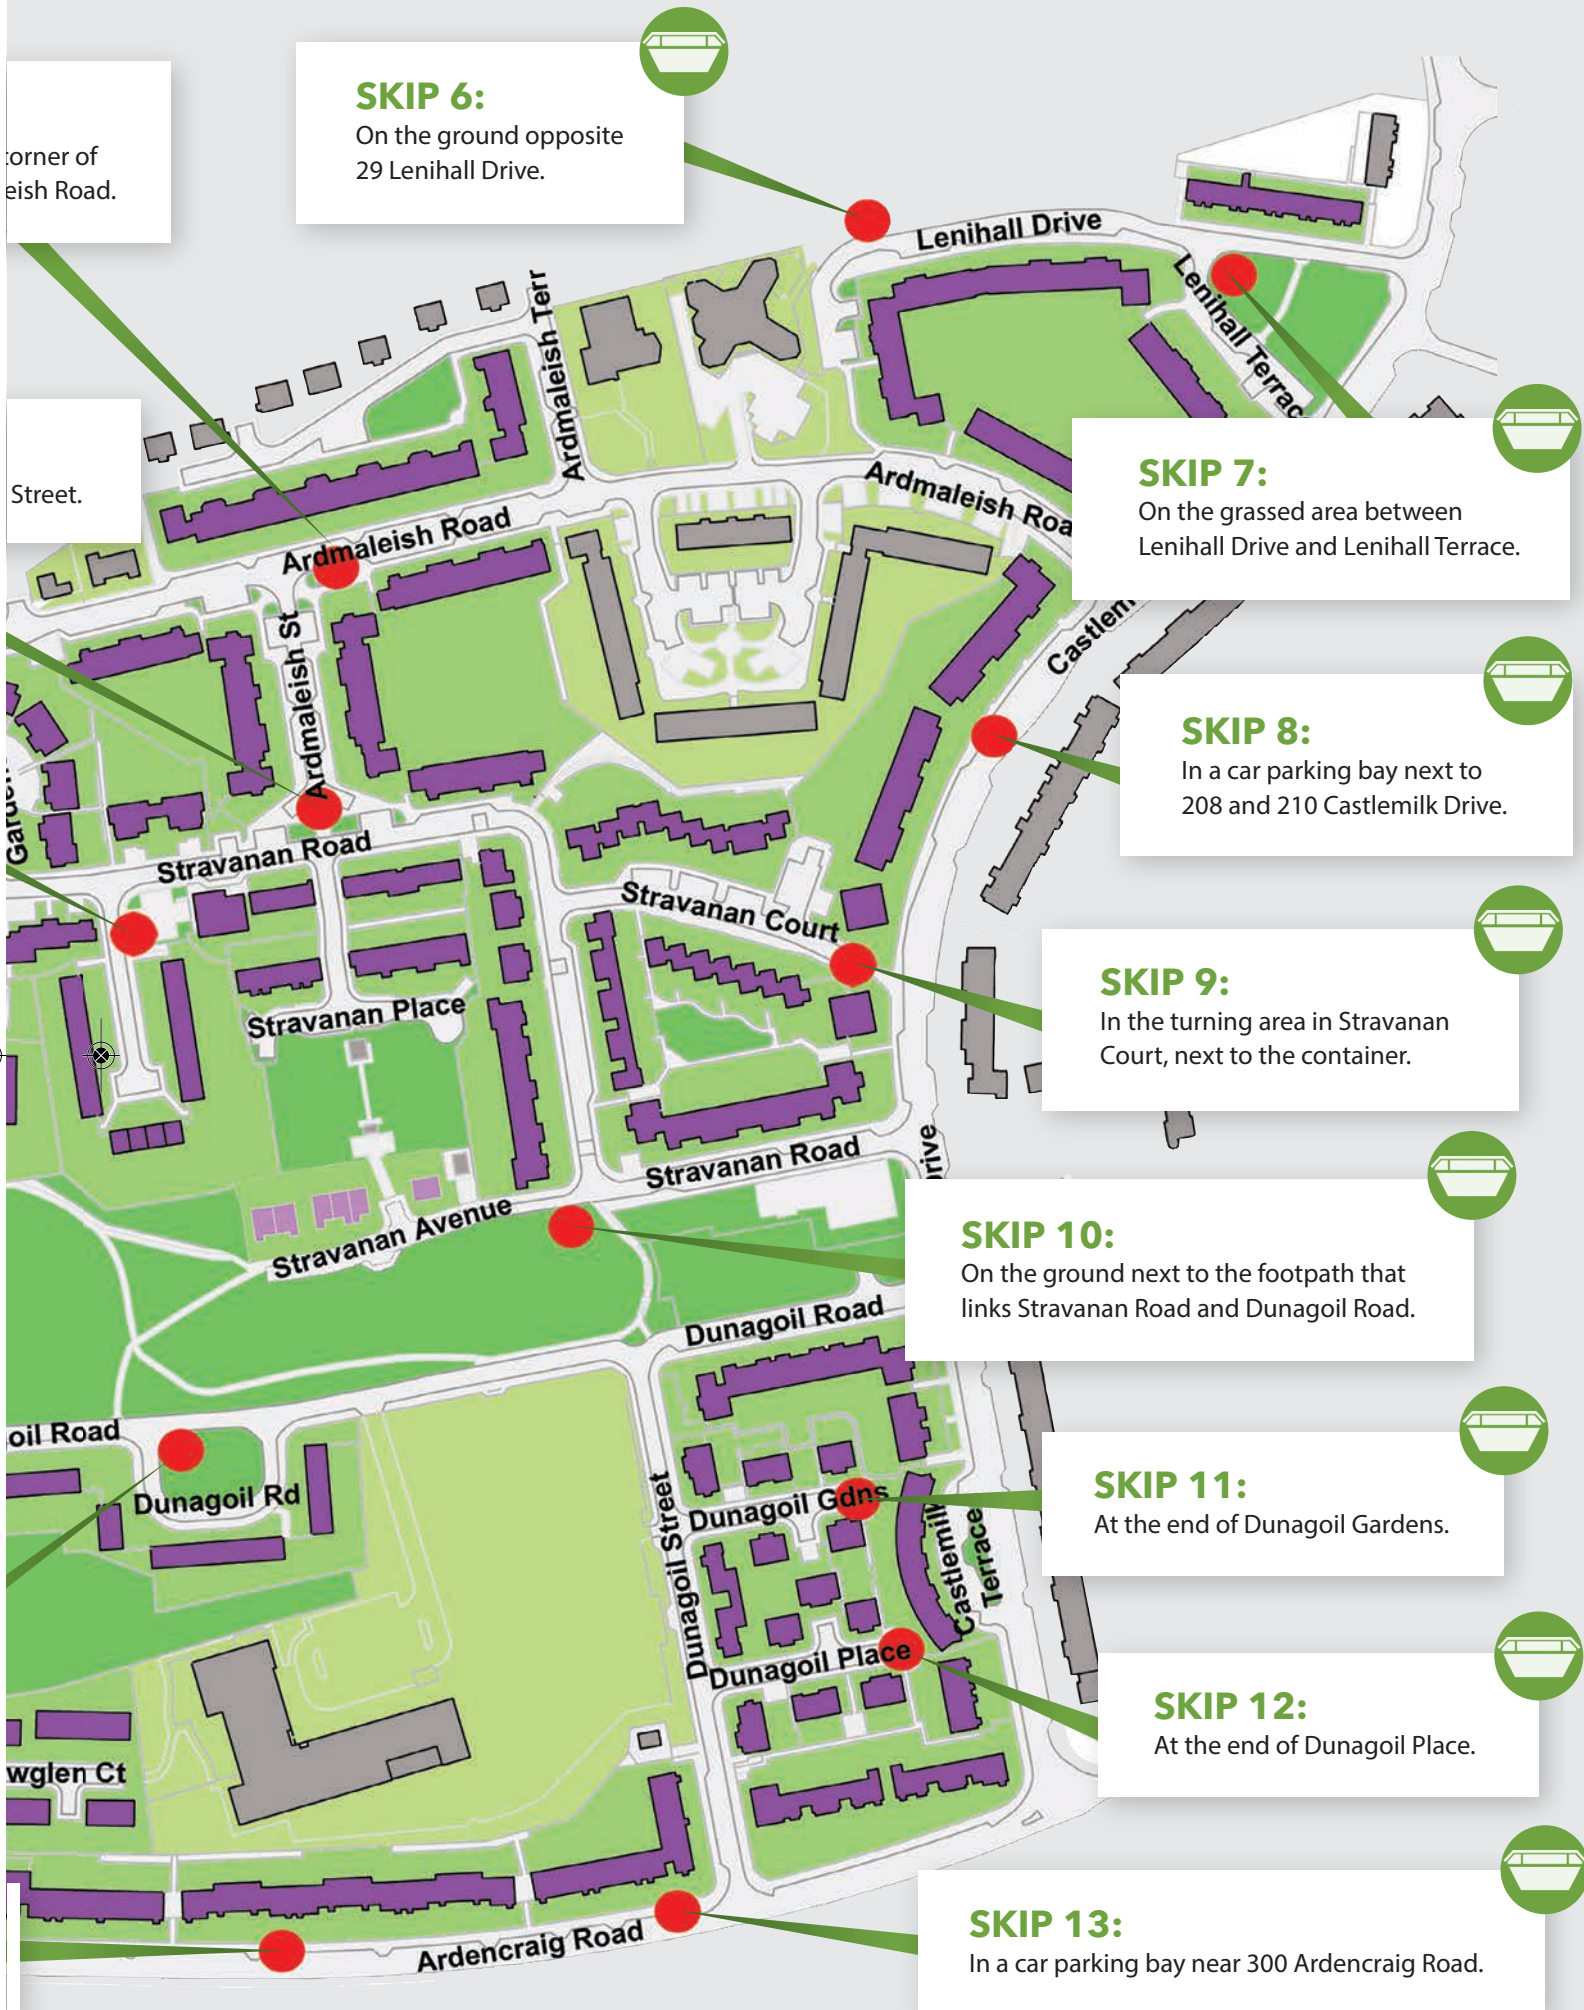 corner of
eish Road.
Street.
SKIP 6:
On the ground opposite
29 Lenihall Drive.
Lenihall Drive
Lenihall Terrac
Ardmaleish Terr
Ardmaleish Road
Ardmaleish Roa
SKIP 7:
On the grassed area between
Lenihall Drive and Lenihall Terrace.
Ardmaleish St
Castlem
SKIP 8:
In a car parking bay next to
208 and 210 Castlemilk Drive.
Garden
Stravanan Road
Stravanan Court
SKIP 9:
In the turning area in Stravanan
Court, next to the container.
Stravanan Place
Stravanan Road
Drive
Stravanan Avenue
SKIP 10:
On the ground next to the footpath that
links Stravanan Road and Dunagoil Road.
Dunagoil Road
oil Road
Dunagoil Rd
Dunagoil Street
Dunagoil Gdns
Castlemilk
Terrace
SKIP 11:
At the end of Dunagoil Gardens.
Dunagoil Place
SKIP 12:
At the end of Dunagoil Place.
wglen Ct
Ardencraig Road
SKIP 13:
In a car parking bay near 300 Ardencraig Road.